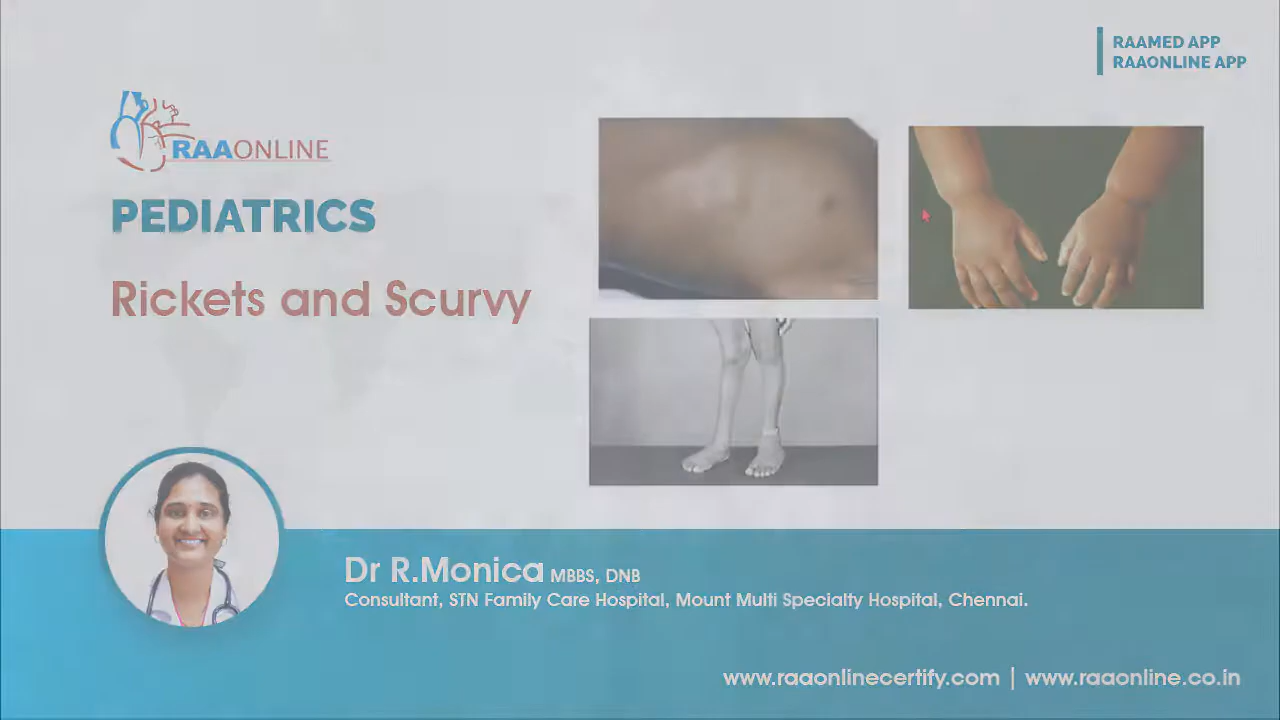 RAAMED APP
RAAONLINE APP
RAAONLINE
PEDIATRICS
Rickets and Scurvy
Dr R.Monica MBBS, DNB
Consultant, STN Family Care Hospital, Mount Multi Specialty Hospital, Chennai.
www.raaonlinecertify.com | www.raaonline.co.in